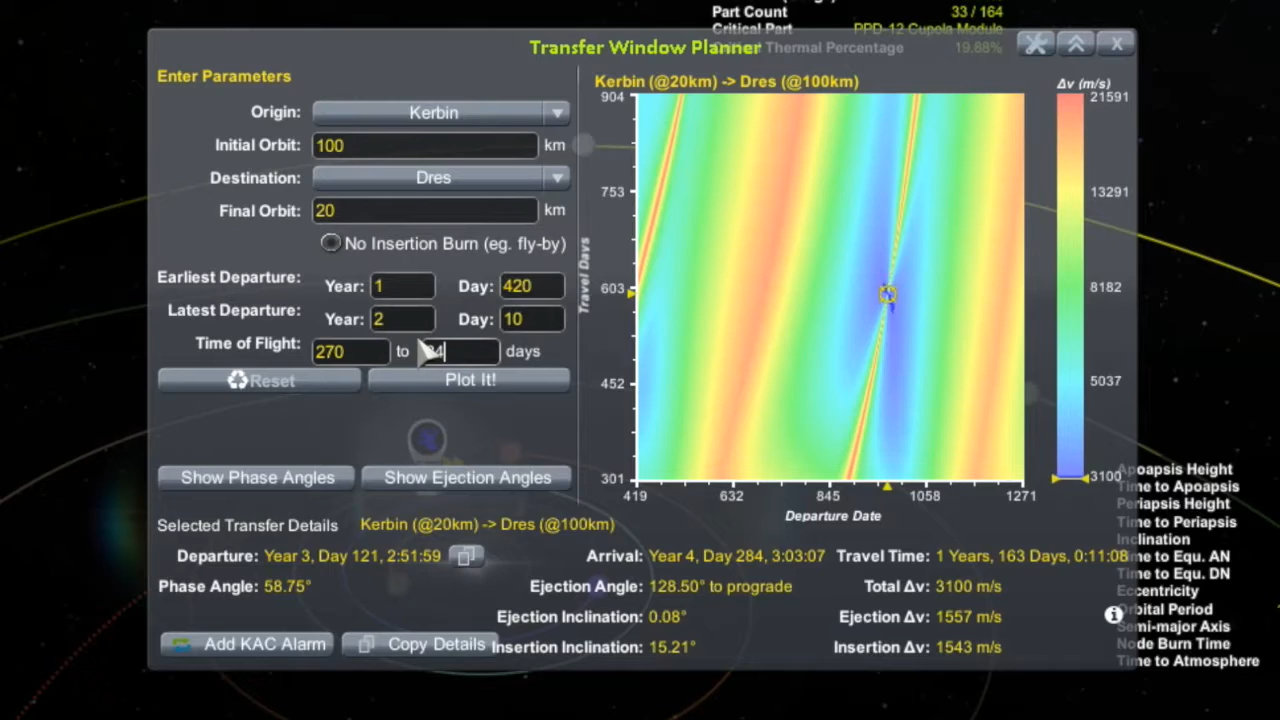 Part Count 33 / 164
Critical Part PPD-12 Cupola Module
Thermal Percentage 19.88%
Transfer Window Planner
Enter Parameters
Origin: Kerbin
Initial Orbit: 100 km
Destination: Dres
Final Orbit: 20 km
No Insertion Burn (eg. fly-by)
Earliest Departure: Year: 1 Day: 420
Latest Departure: Year: 2 Day: 10
Time of Flight: 270 to 4 days
Reset Plot It!
Show Phase Angles Show Ejection Angles
Kerbin (@20km) -> Dres (@100km)
Δv (m/s)
904
753
603
452
301
Travel Days
419 632 845 1058 1271
Departure Date
21591
13291
8182
5037
3100
Selected Transfer Details Kerbin (@20km) -> Dres (@100km)
Departure: Year 3, Day 121, 2:51:59 Arrival: Year 4, Day 284, 3:03:07 Travel Time: 1 Years, 163 Days, 0:11:08
Phase Angle: 58.75° Ejection Angle: 128.50° to prograde Total Δv: 3100 m/s
Ejection Inclination: 0.08° Ejection Δv: 1557 m/s
Add KAC Alarm Copy Details Insertion Inclination: 15.21° Insertion Δv: 1543 m/s
Apoapsis Height
Time to Apoapsis
Periapsis Height
Time to Periapsis
Inclination
Time to Equ. AN
Time to Equ. DN
Eccentricity
Orbital Period
Semi-major Axis
Node Burn Time
Time to Atmosphere